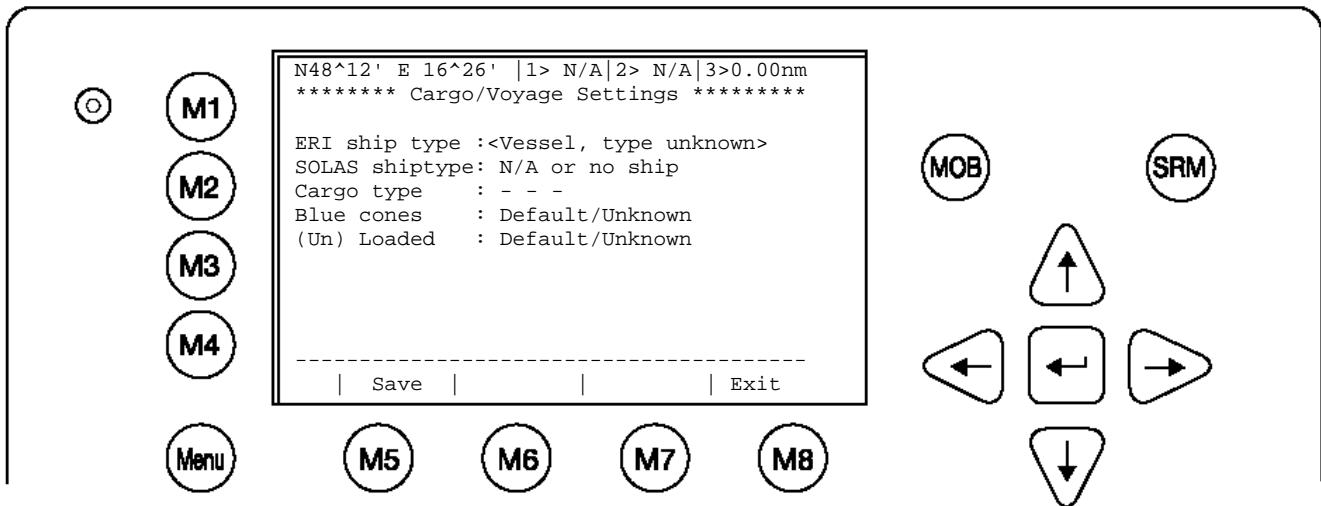 N48^12' E 16^26' |1> N/A|2> N/A|3>0.00nm
******** Cargo/Voyage Settings *********
ERI ship type :<Vessel, type unknown>
SOLAS shiptype: N/A or no ship
Cargo type    : - - -
Blue cones    : Default/Unknown
(Un) Loaded   : Default/Unknown
----------------------------------------
| Save | | | Exit
M1
M2
M3
M4
Menu
M5
M6
M7
M8
MOB
SRM